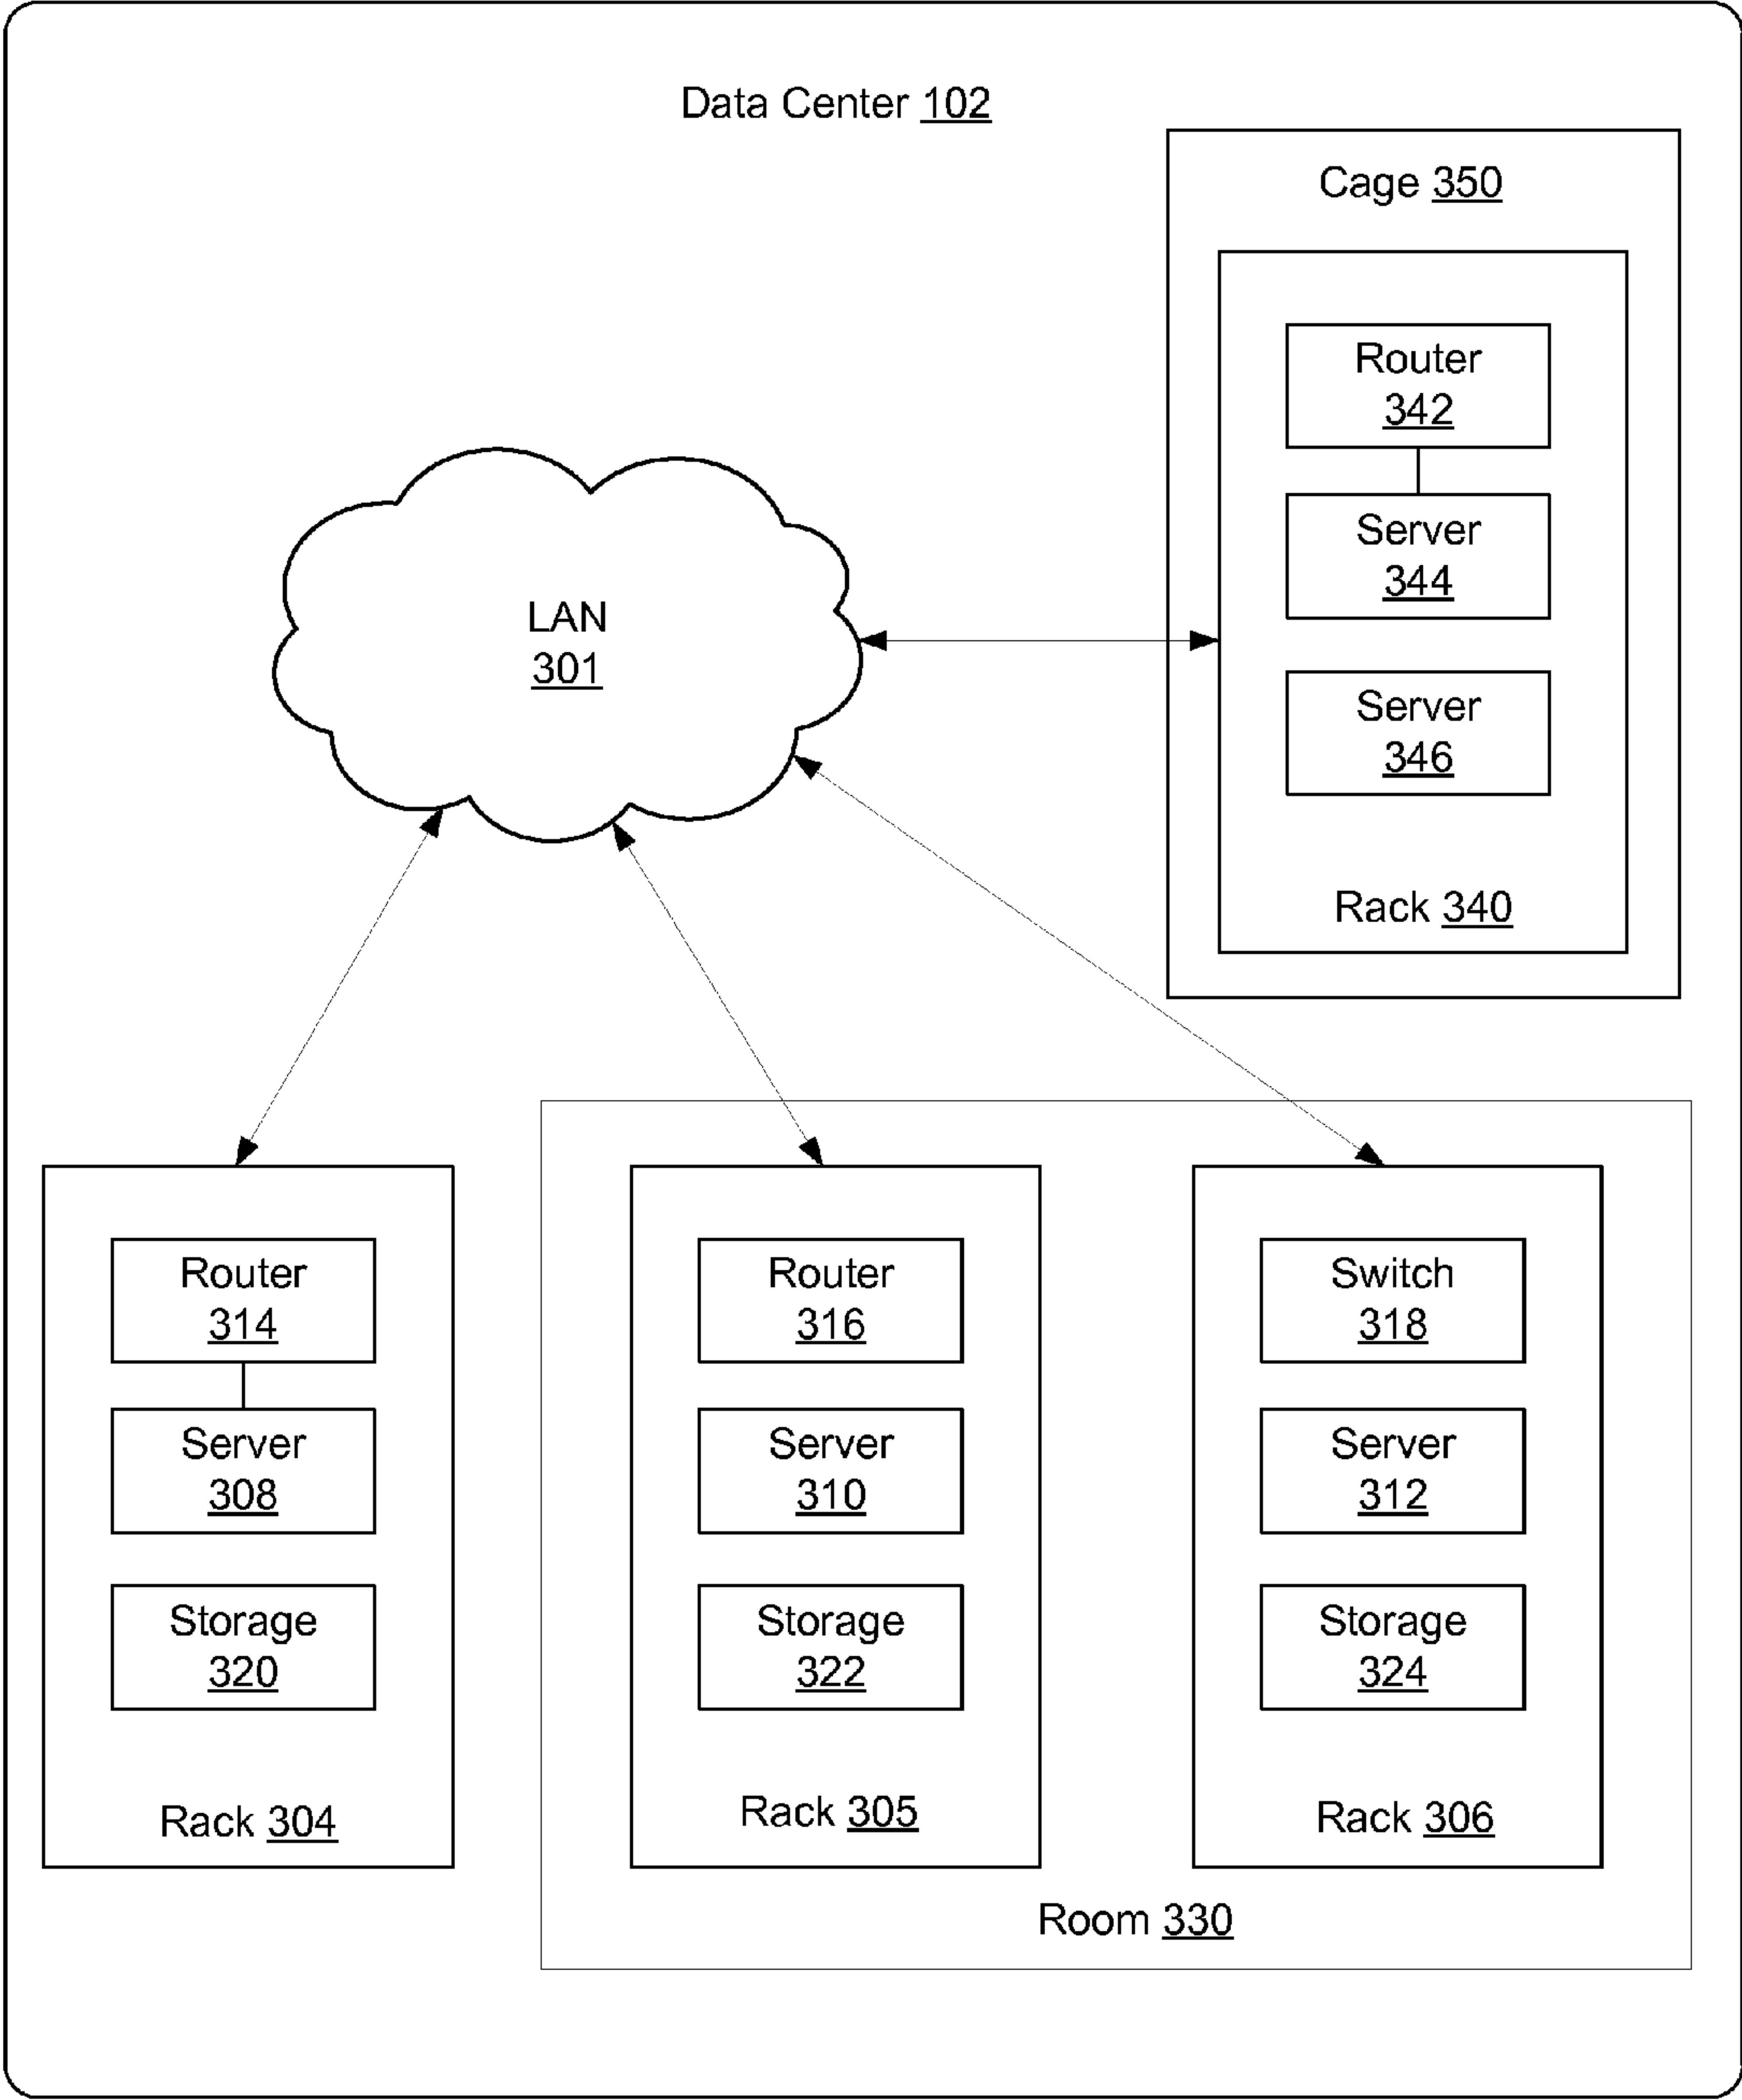 Data Center 102
Cage 350
Router
342
Server
344
Server
346
Rack 340
LAN
301
Router
314
Server
308
Storage
320
Rack 304
Router
316
Server
310
Storage
322
Rack 305
Switch
318
Server
312
Storage
324
Rack 306
Room 330